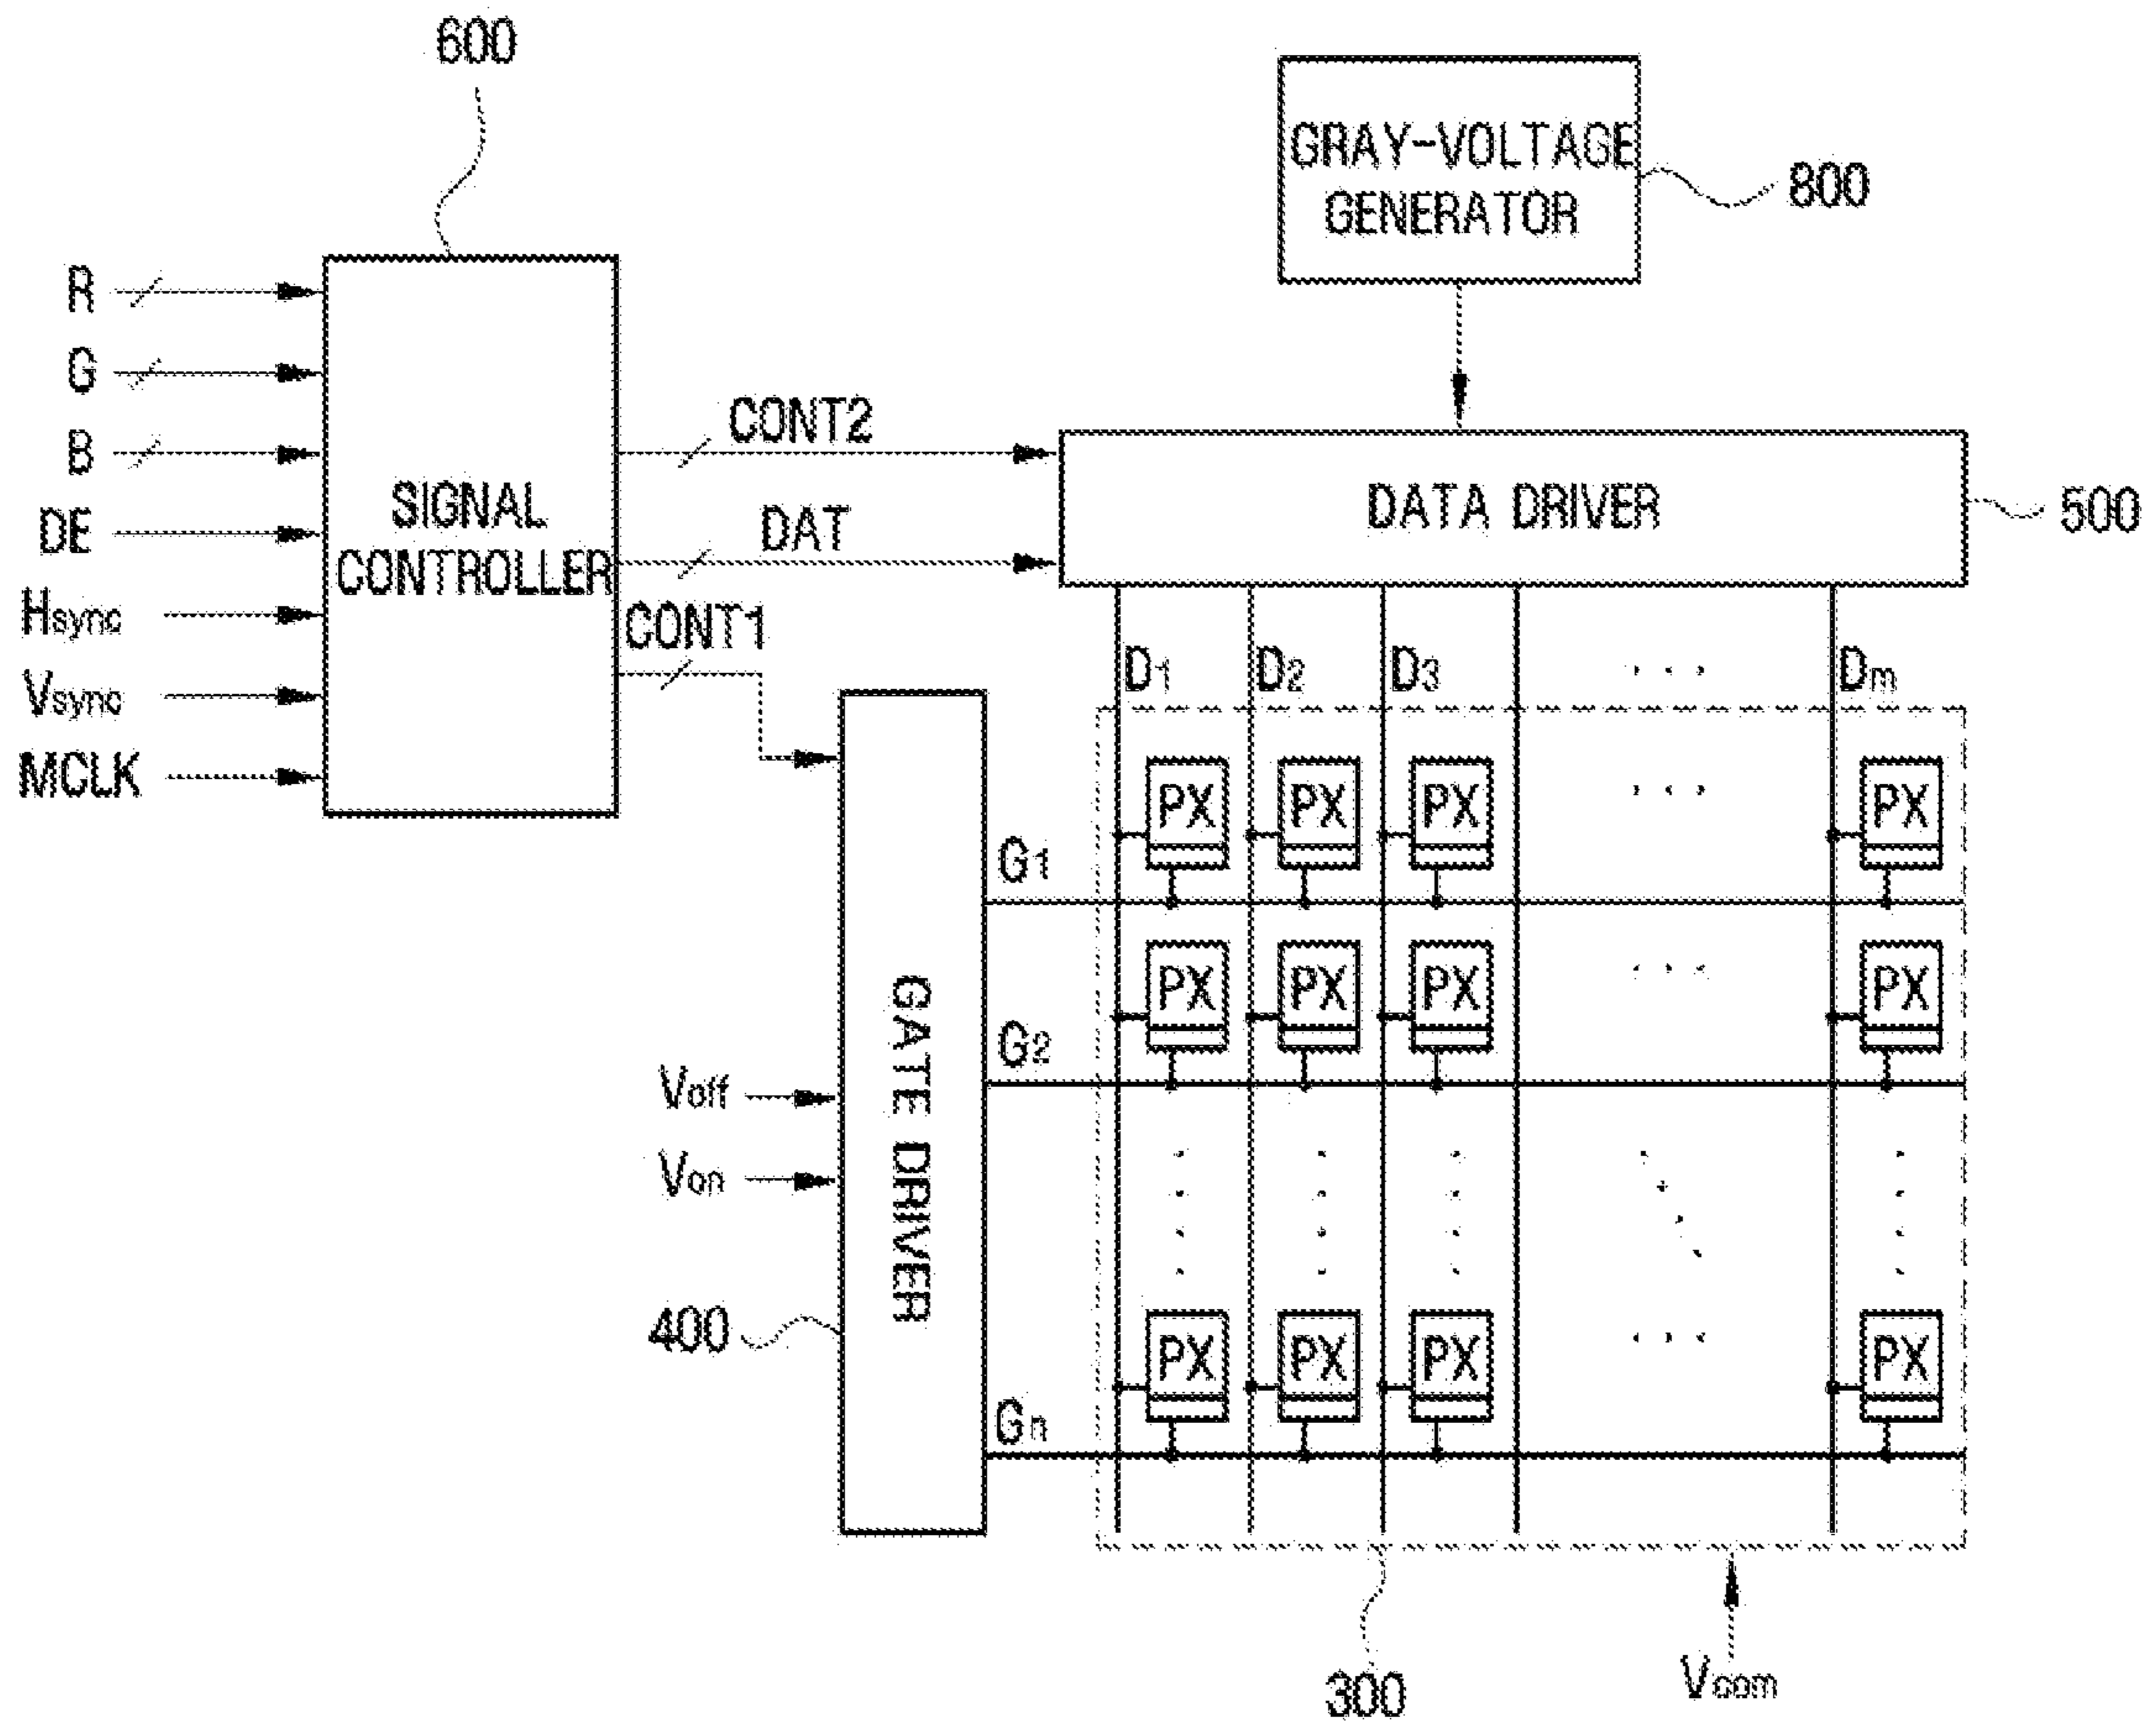 600
GRAY-VOLTAGE
GENERATOR
800
R
G
B
DE
Hsync
Vsync
MCLK
SIGNAL
CONTROLLER
CONT2
DAT
CONT1
DATA DRIVER
500
D1 D2 D3 ... Dm
PX PX PX ... PX
G1
PX PX PX ... PX
G2
Voff
Von
GATE DRIVER
400
PX PX PX ... PX
Gn
300
Vcom